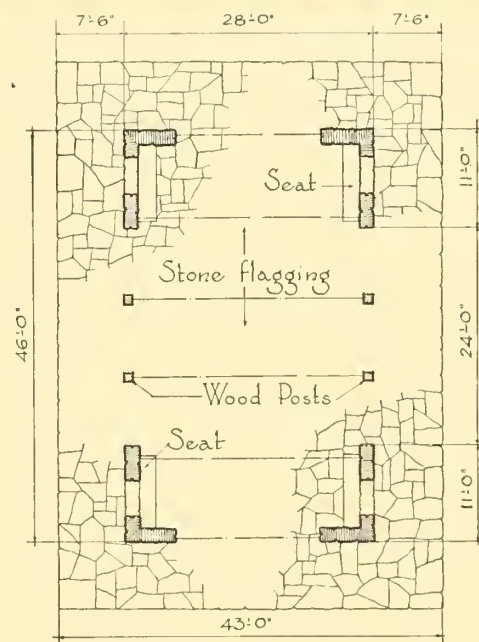 7'-6" 28'-0" 7'-6"
11'-0"
Seat
Stone flagging
46'-0"
24'-0"
Wood Posts
Seat
11'-0"
43'-0"